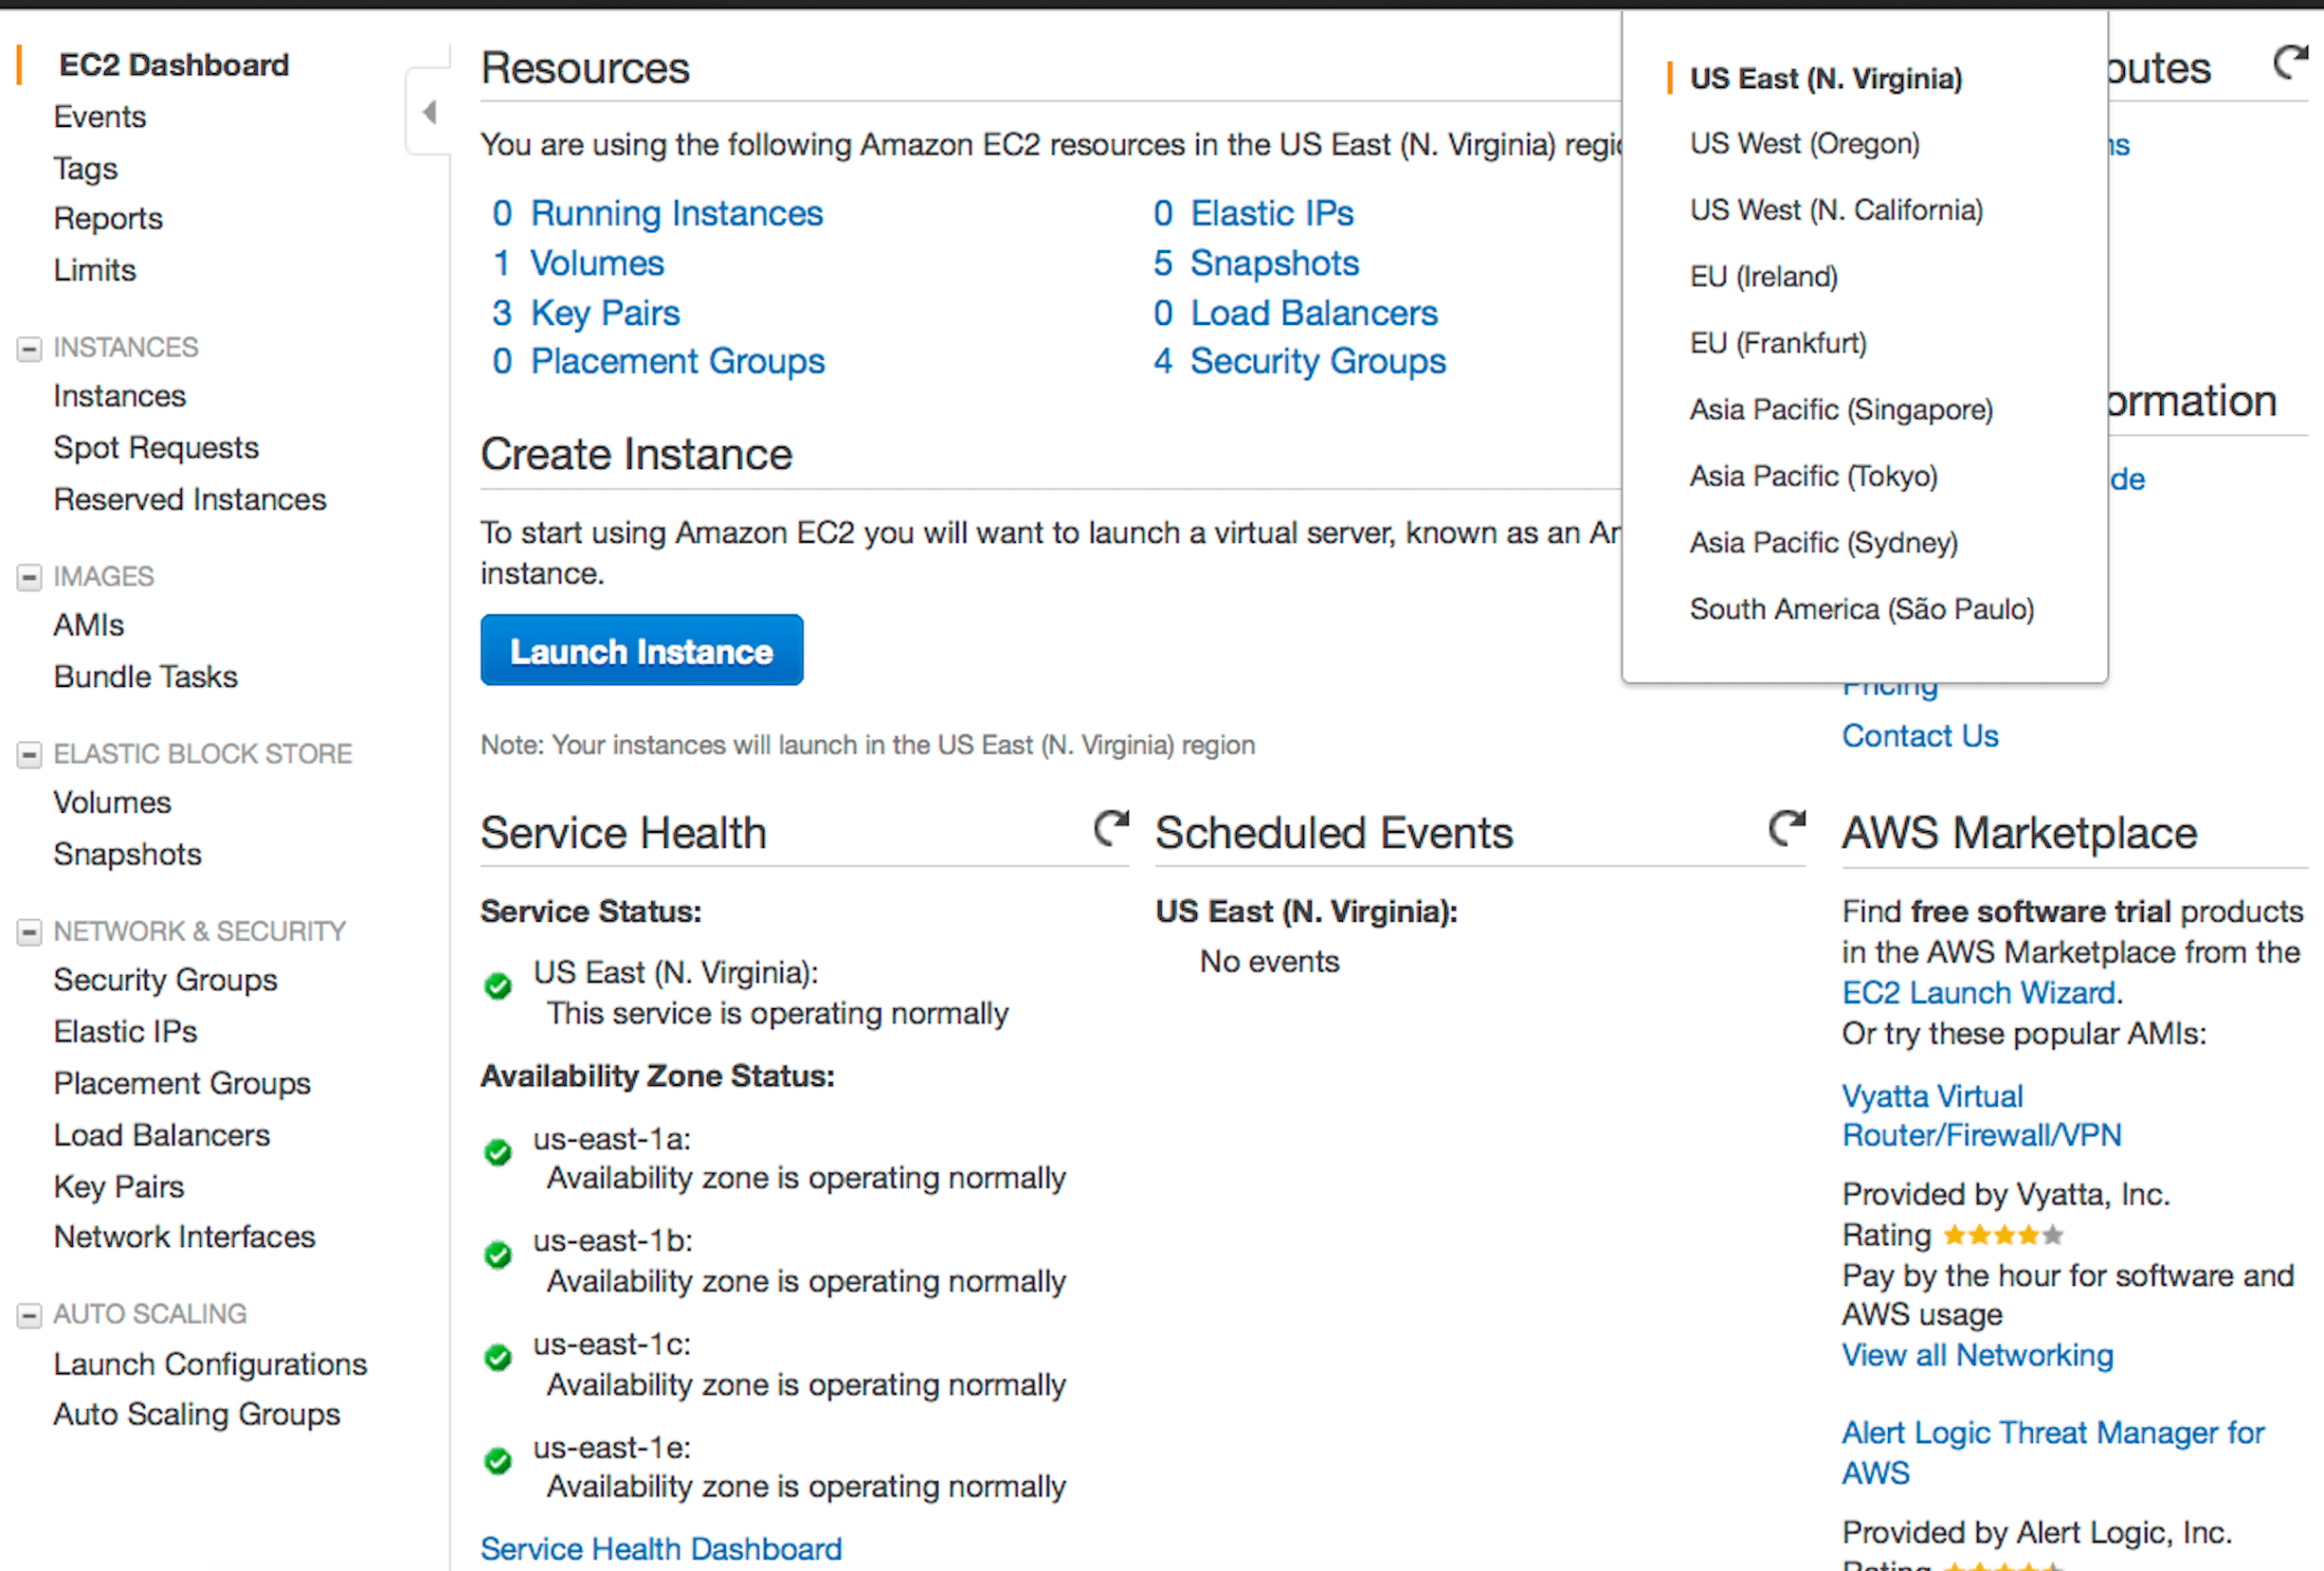 EC2 Dashboard
Events
Tags
Reports
Limits
INSTANCES
Instances
Spot Requests
Reserved Instances
IMAGES
AMIs
Bundle Tasks
ELASTIC BLOCK STORE
Volumes
Snapshots
NETWORK & SECURITY
Security Groups
Elastic IPs
Placement Groups
Load Balancers
Key Pairs
Network Interfaces
AUTO SCALING
Launch Configurations
Auto Scaling Groups
Resources
You are using the following Amazon EC2 resources in the US East (N. Virginia)
0 Running Instances
1 Volumes
3 Key Pairs
0 Placement Groups
0 Elastic IPs
5 Snapshots
0 Load Balancers
4 Security Groups
Create Instance
To start using Amazon EC2 you will want to launch a virtual server, known as an
instance.
Launch Instance
Note: Your instances will launch in the US East (N. Virginia) region
Service Health
Service Status:
US East (N. Virginia):
This service is operating normally
Availability Zone Status:
us-east-1a:
Availability zone is operating normally
us-east-1b:
Availability zone is operating normally
us-east-1c:
Availability zone is operating normally
us-east-1e:
Availability zone is operating normally
Service Health Dashboard
Scheduled Events
US East (N. Virginia):
No events
US East (N. Virginia)
US West (Oregon)
US West (N. California)
EU (Ireland)
EU (Frankfurt)
Asia Pacific (Singapore)
Asia Pacific (Tokyo)
Asia Pacific (Sydney)
South America (São Paulo)
Pricing
Contact Us
AWS Marketplace
Find free software trial products
in the AWS Marketplace from the
EC2 Launch Wizard.
Or try these popular AMIs:
Vyatta Virtual
Router/Firewall/VPN
Provided by Vyatta, Inc.
Rating
Pay by the hour for software and
AWS usage
View all Networking
Alert Logic Threat Manager for
AWS
Provided by Alert Logic, Inc.
Rating